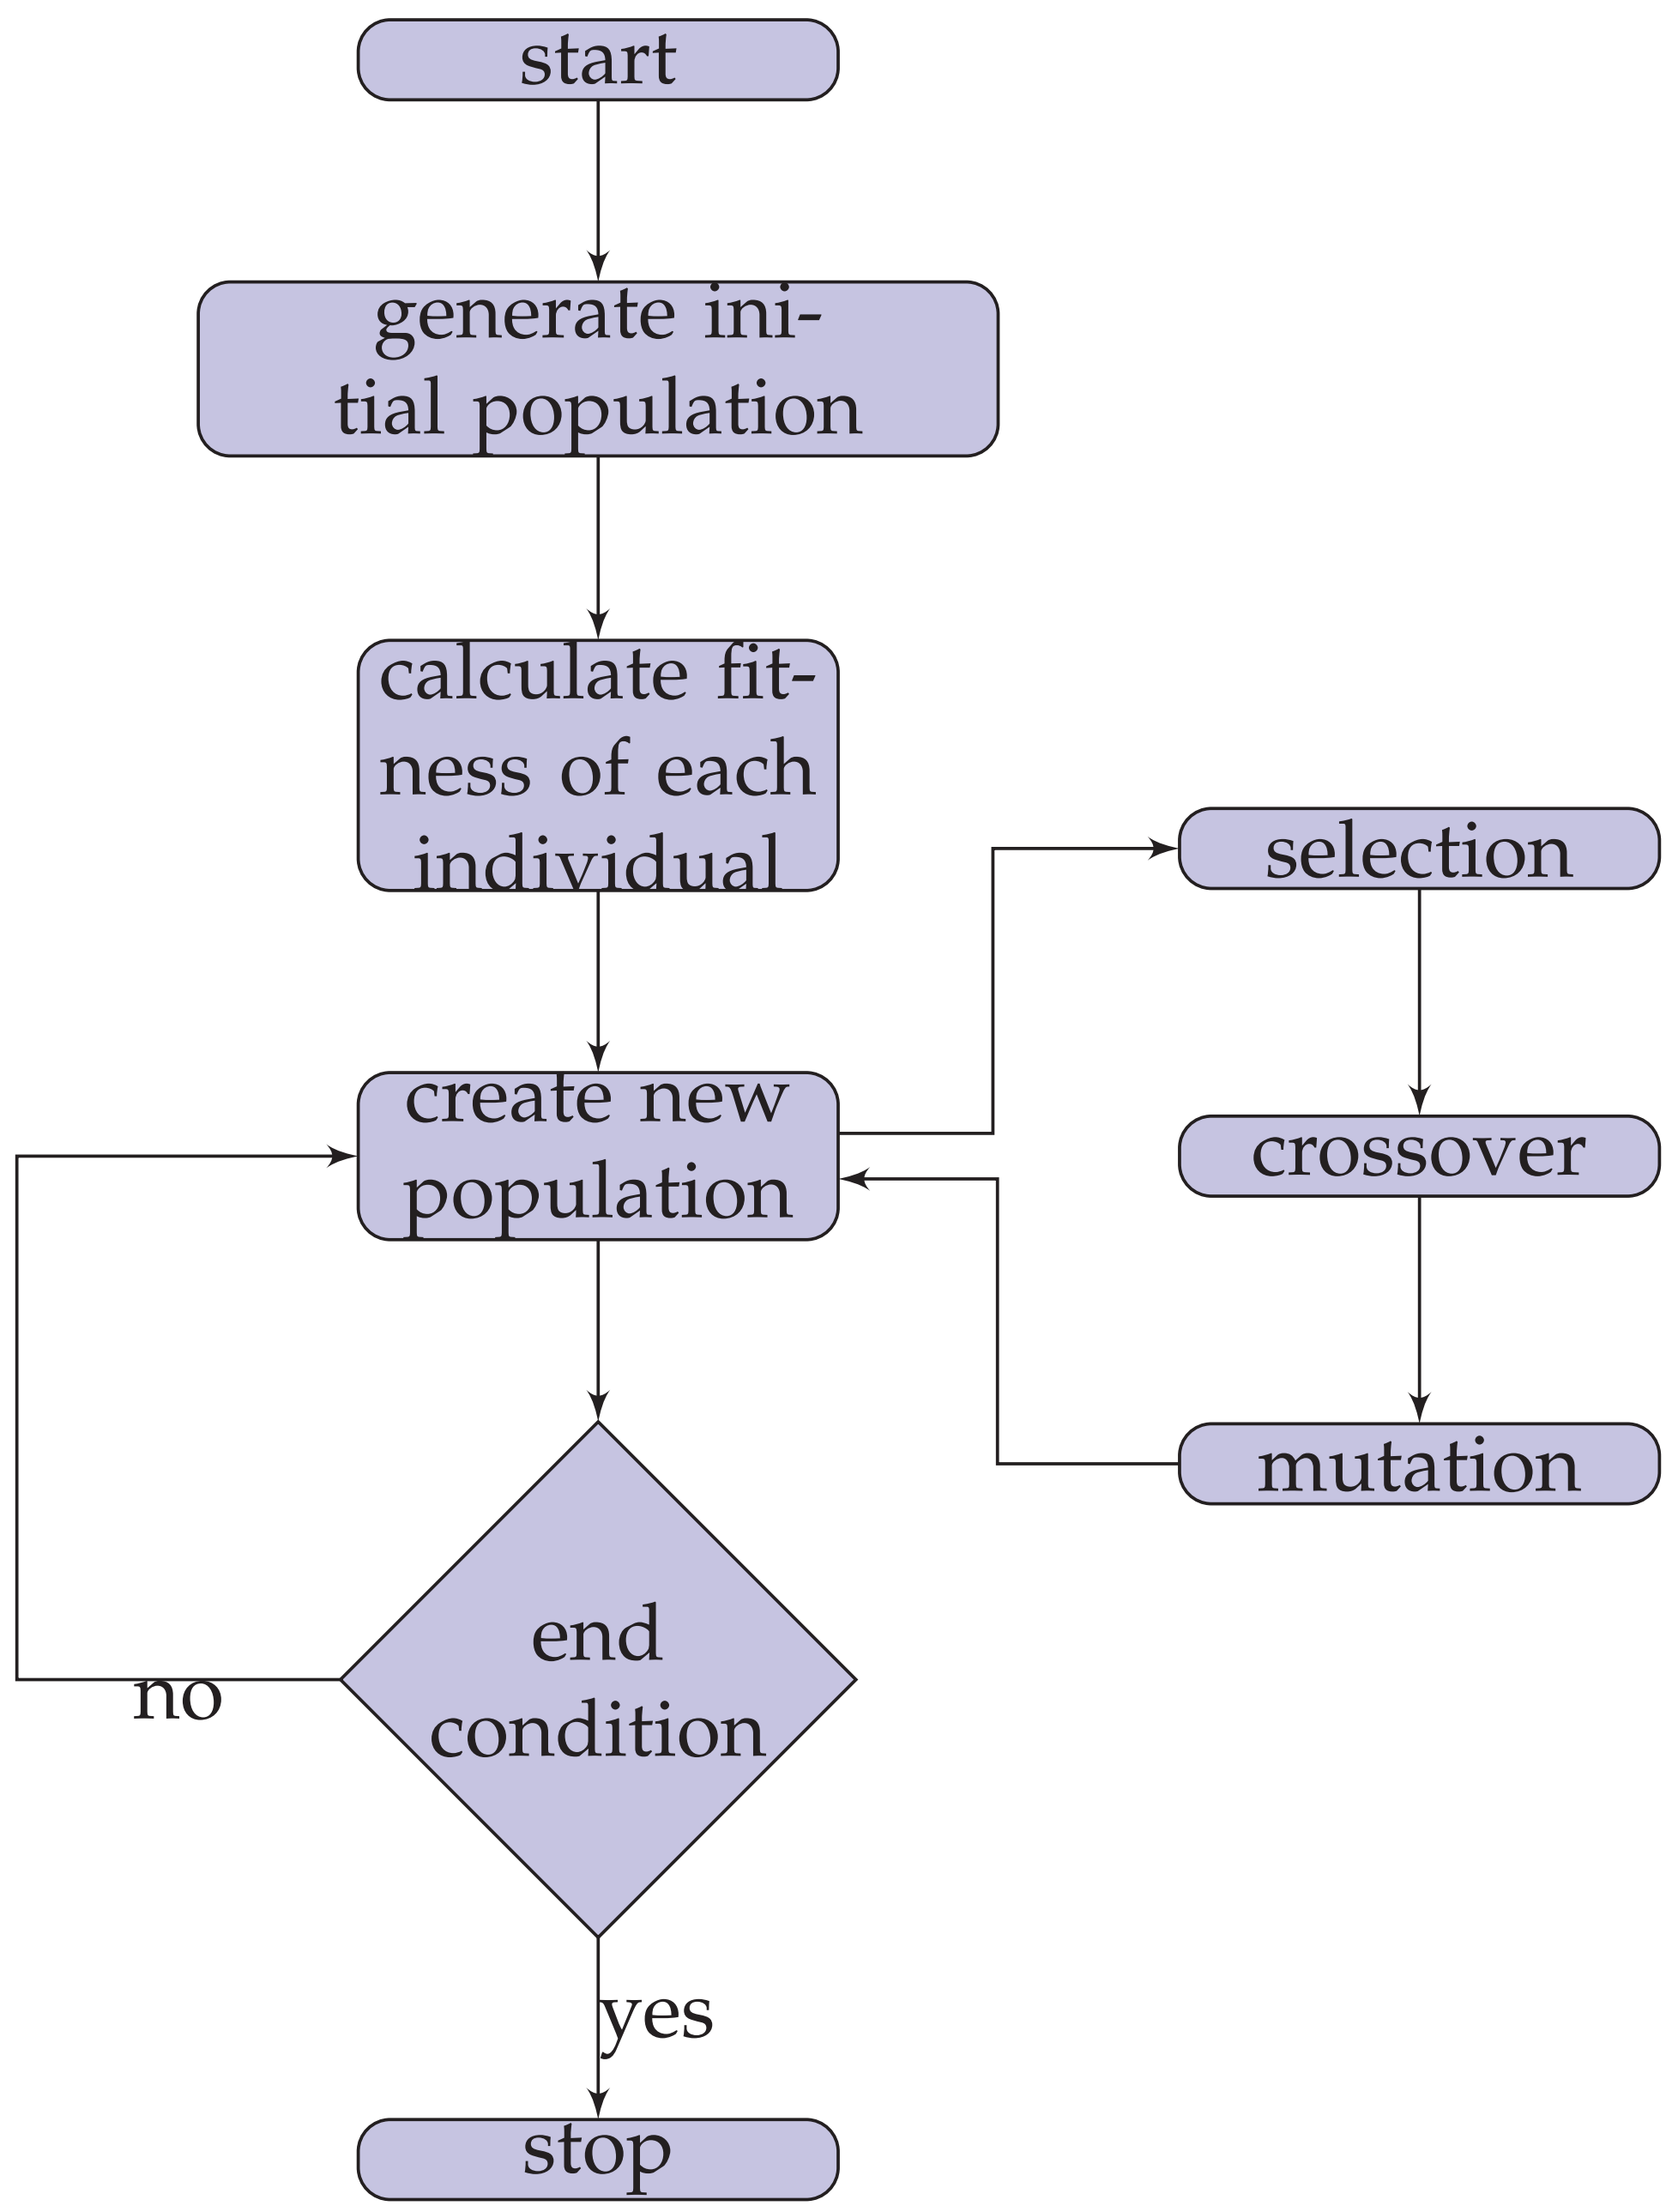 start
generate ini-
tial population
calculate fit-
ness of each
individual
create new
population
selection
crossover
mutation
end
condition
no
yes
stop